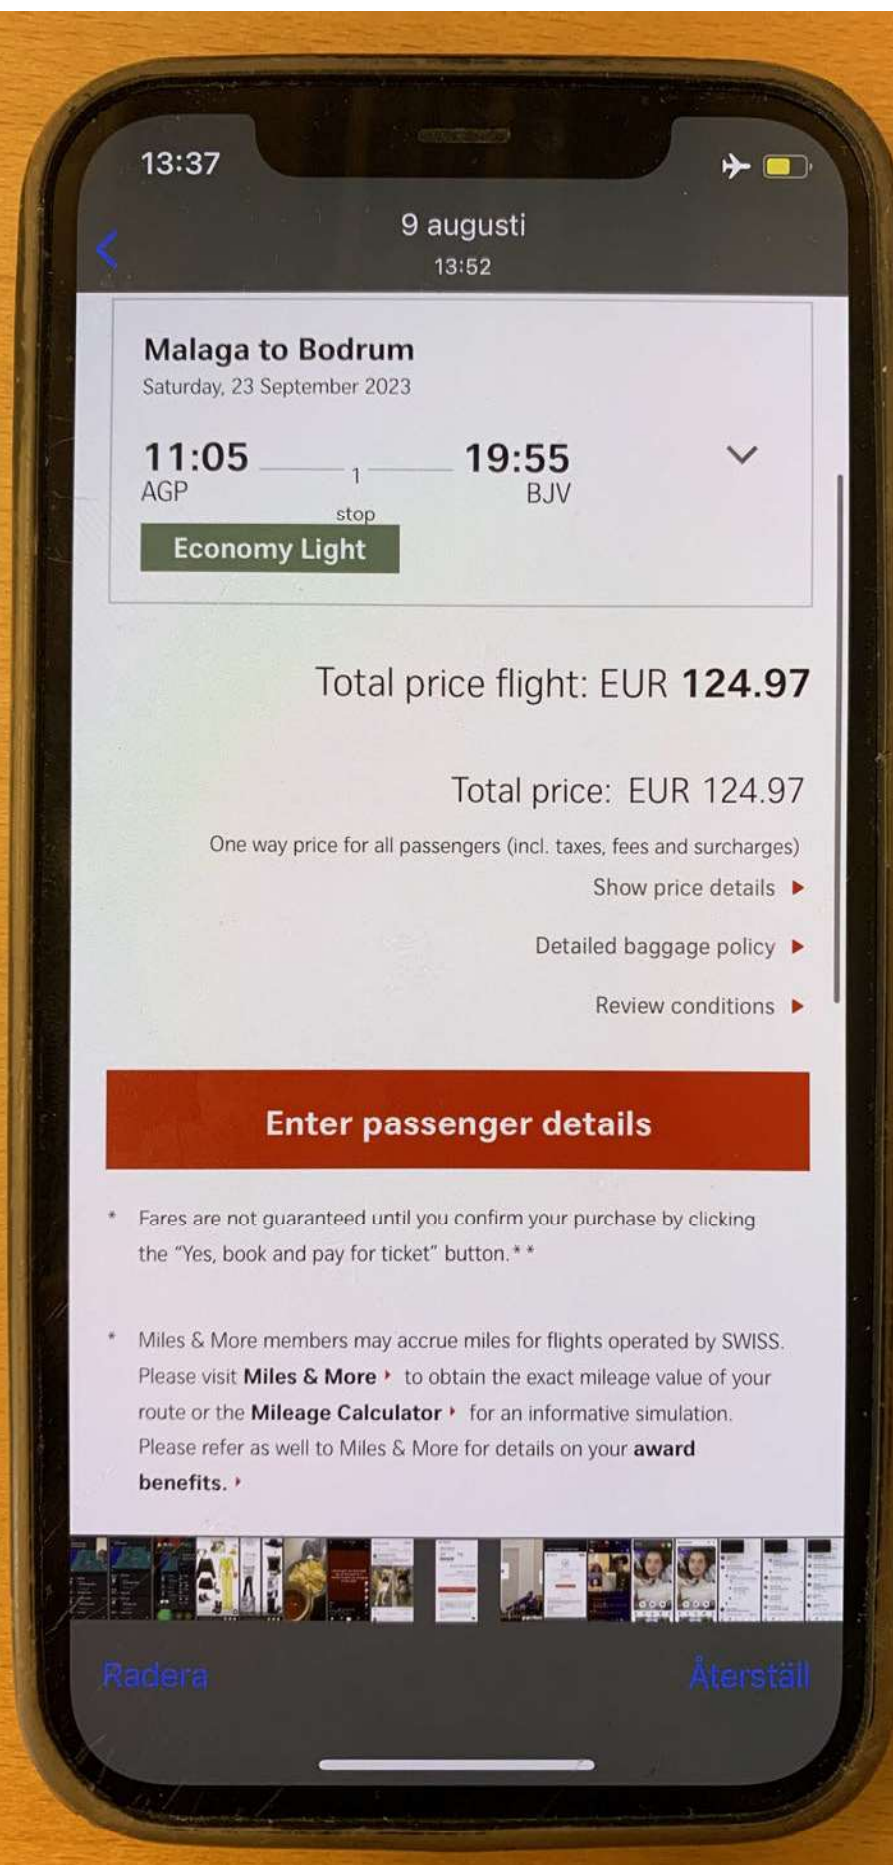 13:37
9 augusti
13:52
Malaga to Bodrum
Saturday, 23 September 2023
11:05 1 19:55
AGP stop BJV
Economy Light
Total price flight: EUR 124.97
Total price: EUR 124.97
One way price for all passengers (incl. taxes, fees and surcharges)
Show price details
Detailed baggage policy
Review conditions
Enter passenger details
* Fares are not guaranteed until you confirm your purchase by clicking
the “Yes, book and pay for ticket” button.**
* Miles & More members may accrue miles for flights operated by SWISS.
Please visit Miles & More to obtain the exact mileage value of your
route or the Mileage Calculator for an informative simulation.
Please refer as well to Miles & More for details on your award
benefits.
Radera Återställ